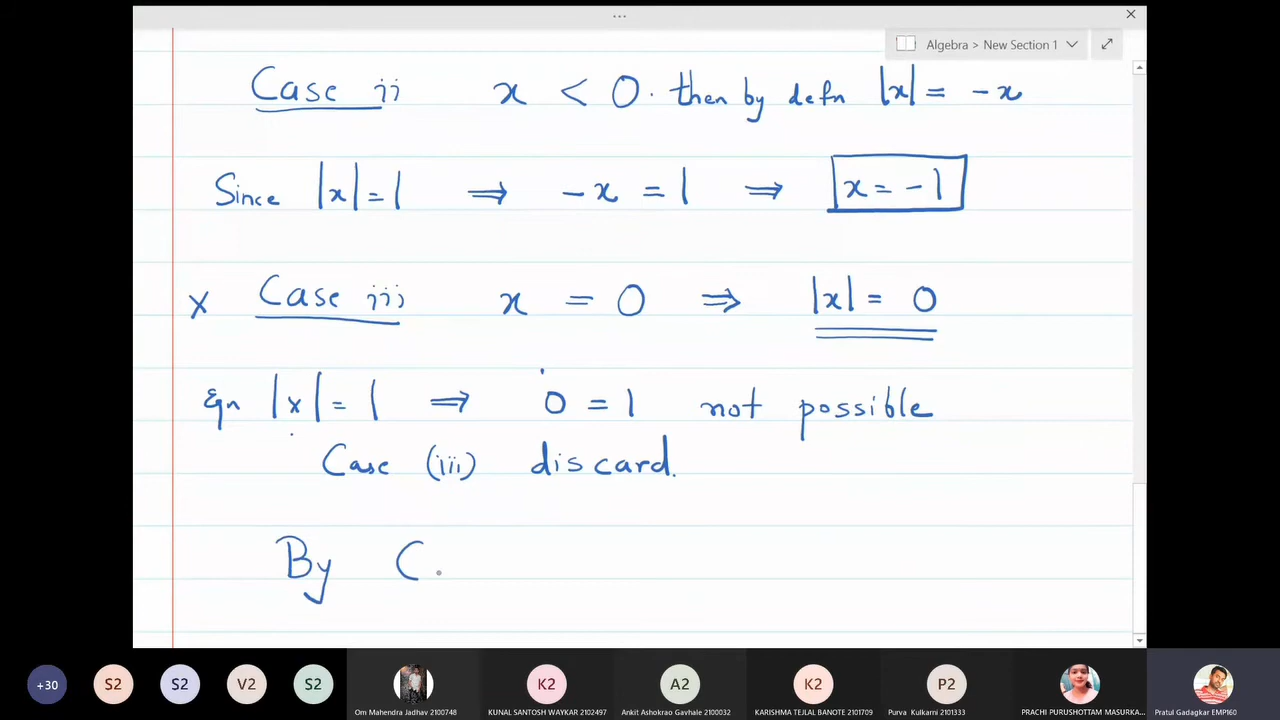 Algebra > New Section 1
Case ii x < 0. then by defn |x| = -x
Since |x| = 1 ⇒ -x = 1 ⇒ x = -1
X Case iii x = 0 ⇒ |x| = 0
Eqn |x| = 1 ⇒ 0 = 1 not possible
Case (iii) discard.
By C
+30 S2 S2 V2 S2 K2 A2 K2 P2
Om Mahendra Jadhav 2100748 KUNAL SANTOSH WAYKAR 2102497 Ankit Ashokrao Gavhale 2100032 KARISHMA TEJLAL BANOTE 2101709 Purva Kulkarni 2101333 PRACHI PURUSHOTTAM MASURKA... Pratul Gadagkar EMP160